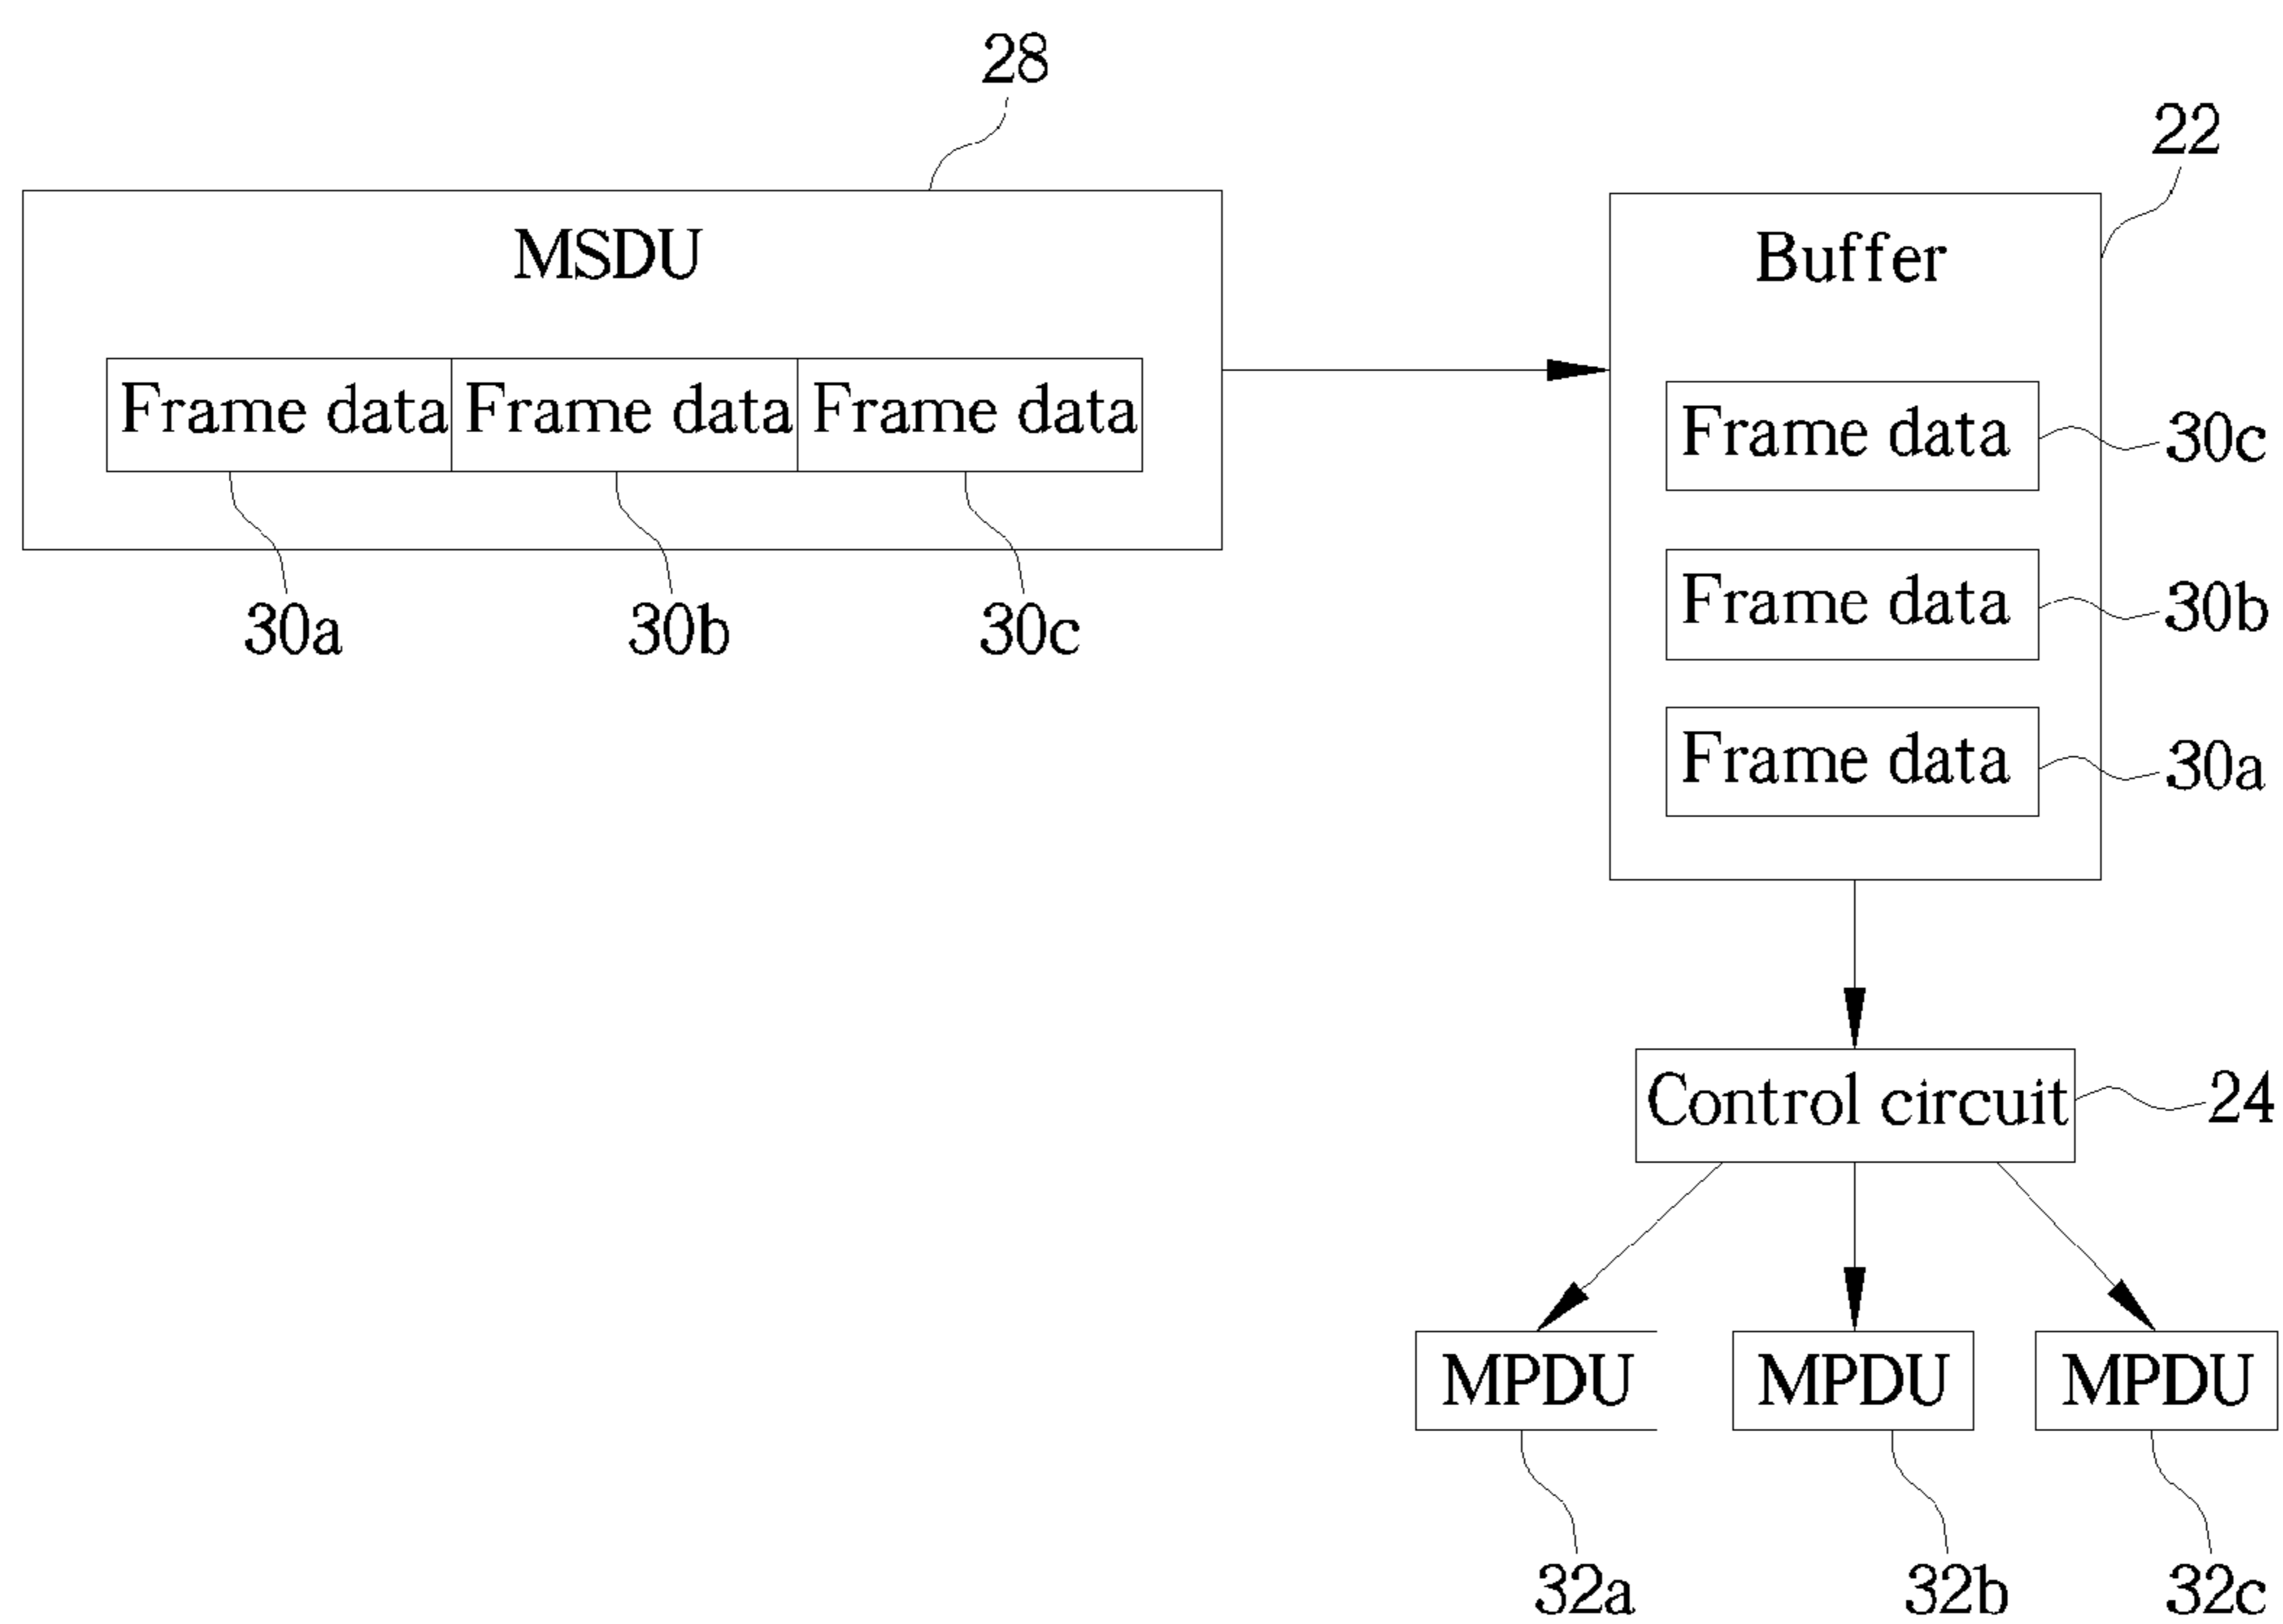 28
22
MSDU
Buffer
Frame data Frame data Frame data
30a 30b 30c
Frame data 30c
Frame data 30b
Frame data 30a
Control circuit 24
MPDU MPDU MPDU
32a 32b 32c